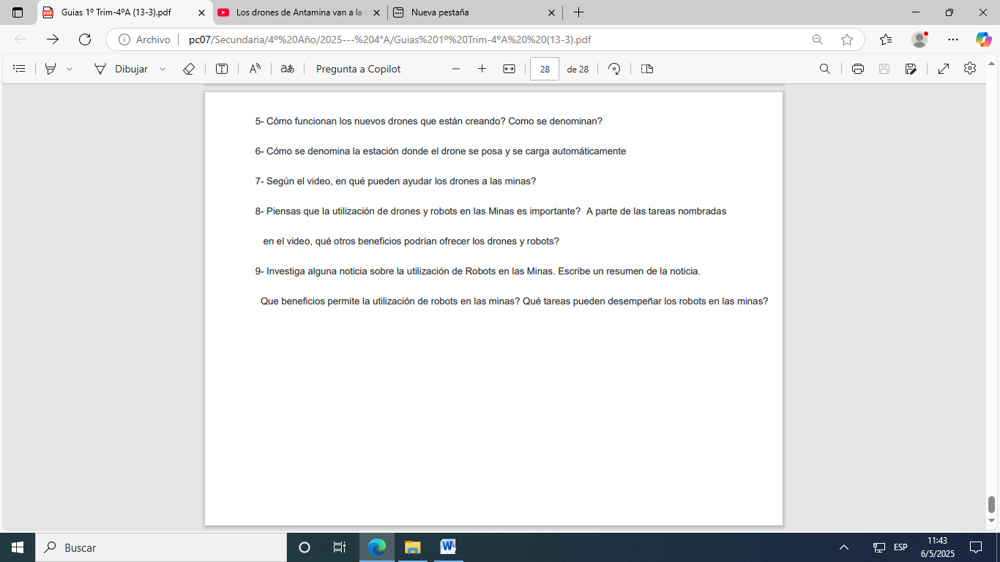 Guias 1º Trim-4ºA (13-3).pdf
Los drones de Antamina van a la
Nueva pestaña
Archivo
pc07/Secundaria/4º%20Año/2025---%204°A/Guias%201º%20Trim-4ºA%20%20(13-3).pdf
Dibujar
Pregunta a Copilot
28
de 28
5- Cómo funcionan los nuevos drones que están creando? Como se denominan?
6- Cómo se denomina la estación donde el drone se posa y se carga automáticamente
7- Según el video, en qué pueden ayudar los drones a las minas?
8- Piensas que la utilización de drones y robots en las Minas es importante?  A parte de las tareas nombradas
en el video, qué otros beneficios podrían ofrecer los drones y robots?
9- Investiga alguna noticia sobre la utilización de Robots en las Minas. Escribe un resumen de la noticia.
Que beneficios permite la utilización de robots en las minas? Qué tareas pueden desempeñar los robots en las minas?
Buscar
ESP
11:43
6/5/2025